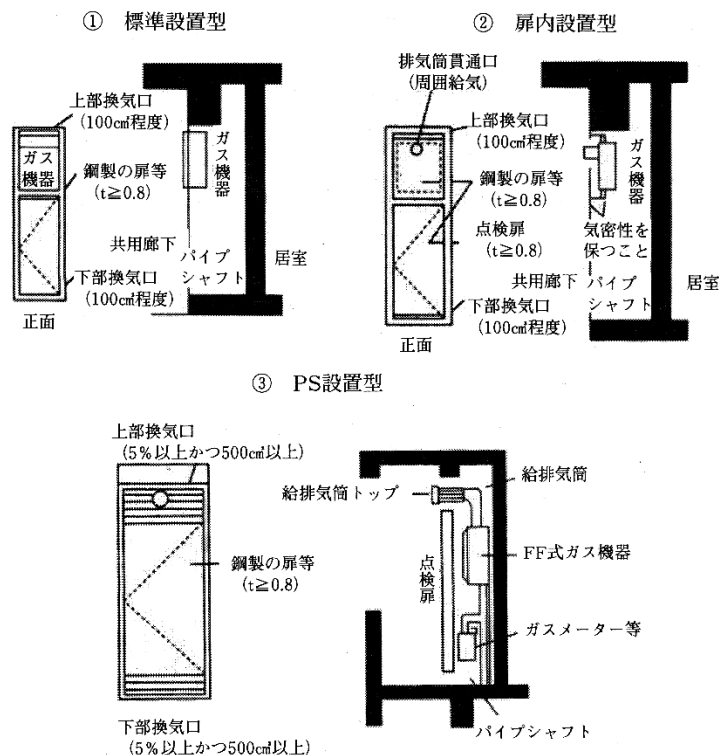 ① 標準設置型
上部換気口
(100c㎡程度)
ガス
機器
鋼製の扉等
(t≧0.8)
共用廊下
下部換気口
(100c㎡程度)
正面
ガス機器
パイプ
シャフト
居室
② 扉内設置型
排気筒貫通口
(周囲給気)
上部換気口
(100c㎡程度)
鋼製の扉等
(t≧0.8)
点検扉
(t≧0.8)
共用廊下
下部換気口
(100c㎡程度)
正面
ガス機器
気密性を
保つこと
パイプ
シャフト
居室
③ PS設置型
上部換気口
(5%以上かつ500c㎡以上)
鋼製の扉等
(t≧0.8)
下部換気口
(5%以上かつ500c㎡以上)
給排気筒
給排気筒トップ
点検扉
FF式ガス機器
ガスメーター等
パイプシャフト